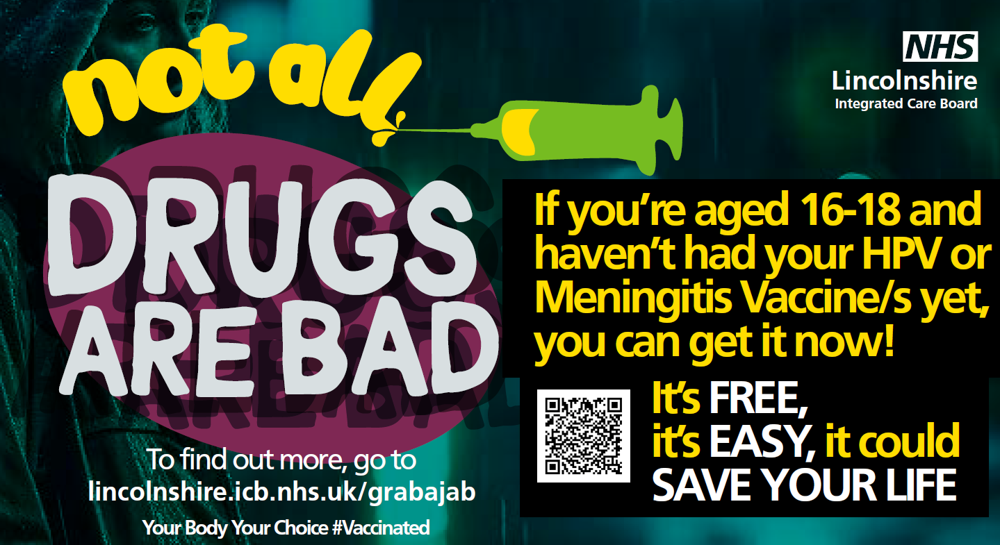 not all
DRUGS
ARE BAD
To find out more, go to
lincolnshire.icb.nhs.uk/grabajab
Your Body Your Choice #Vaccinated
NHS
Lincolnshire
Integrated Care Board
If you’re aged 16-18 and
haven’t had your HPV or
Meningitis Vaccine/s yet,
you can get it now!
It’s FREE,
it’s EASY, it could
SAVE YOUR LIFE